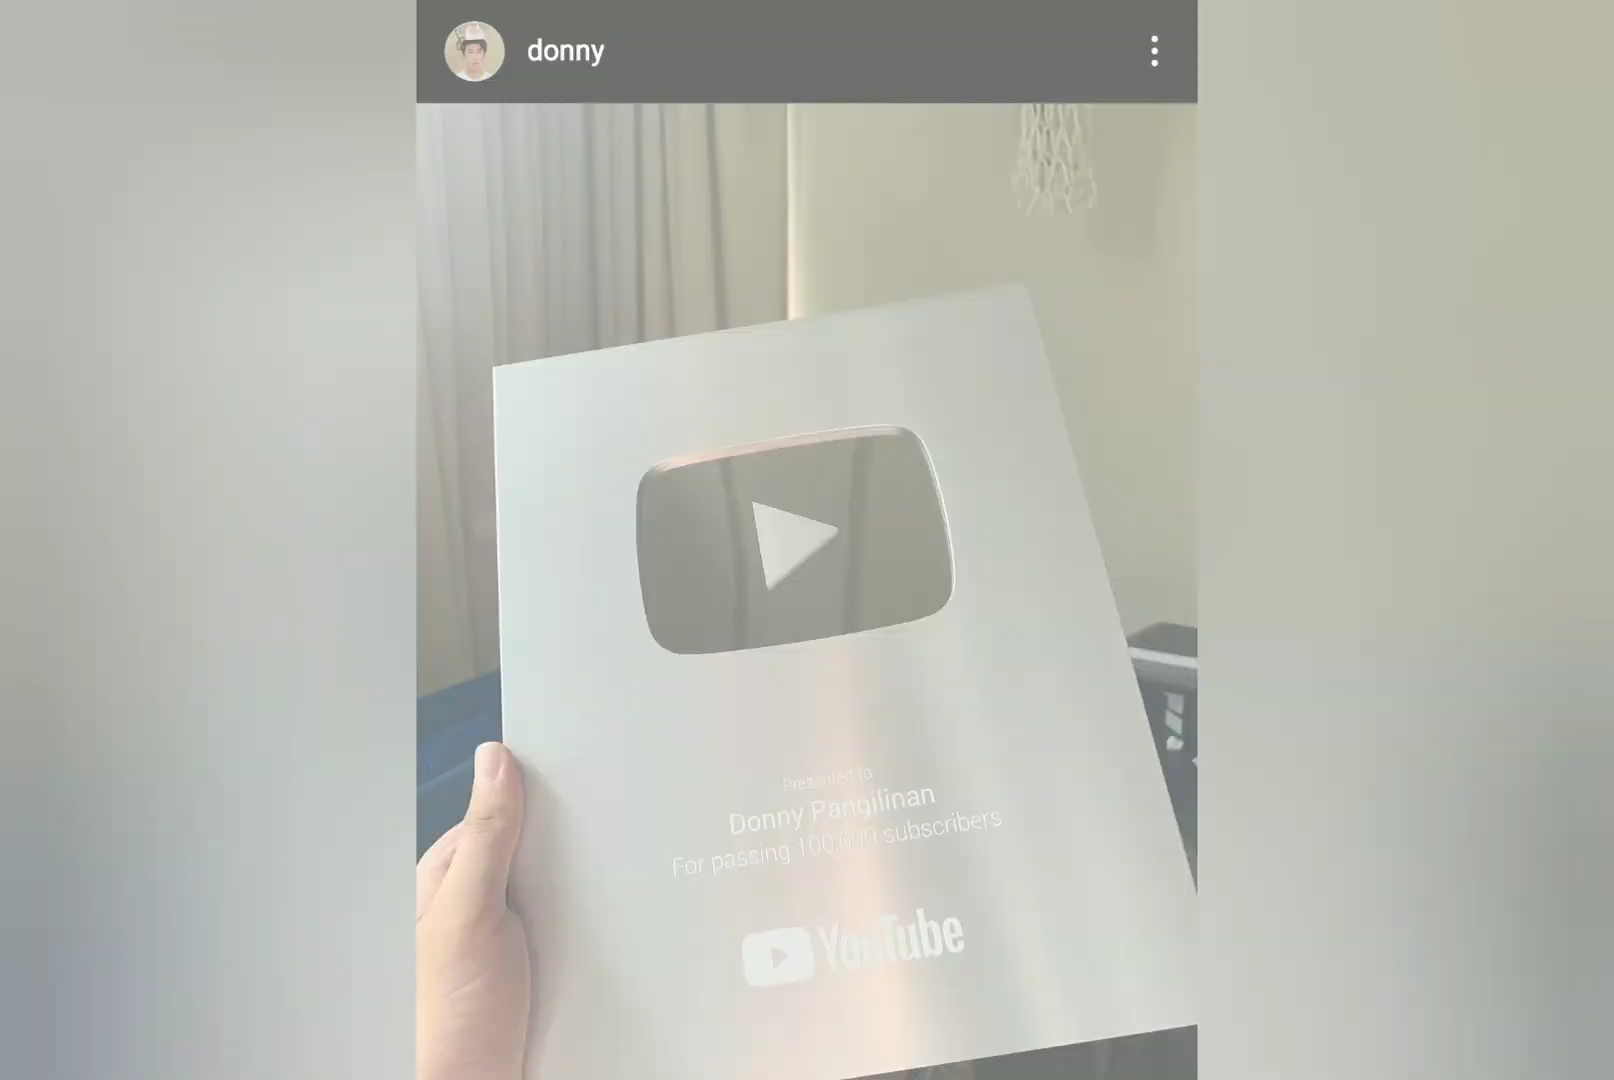 donny
Presented to
Donny Pangilinan
For passing 100,000 subscribers
YouTube